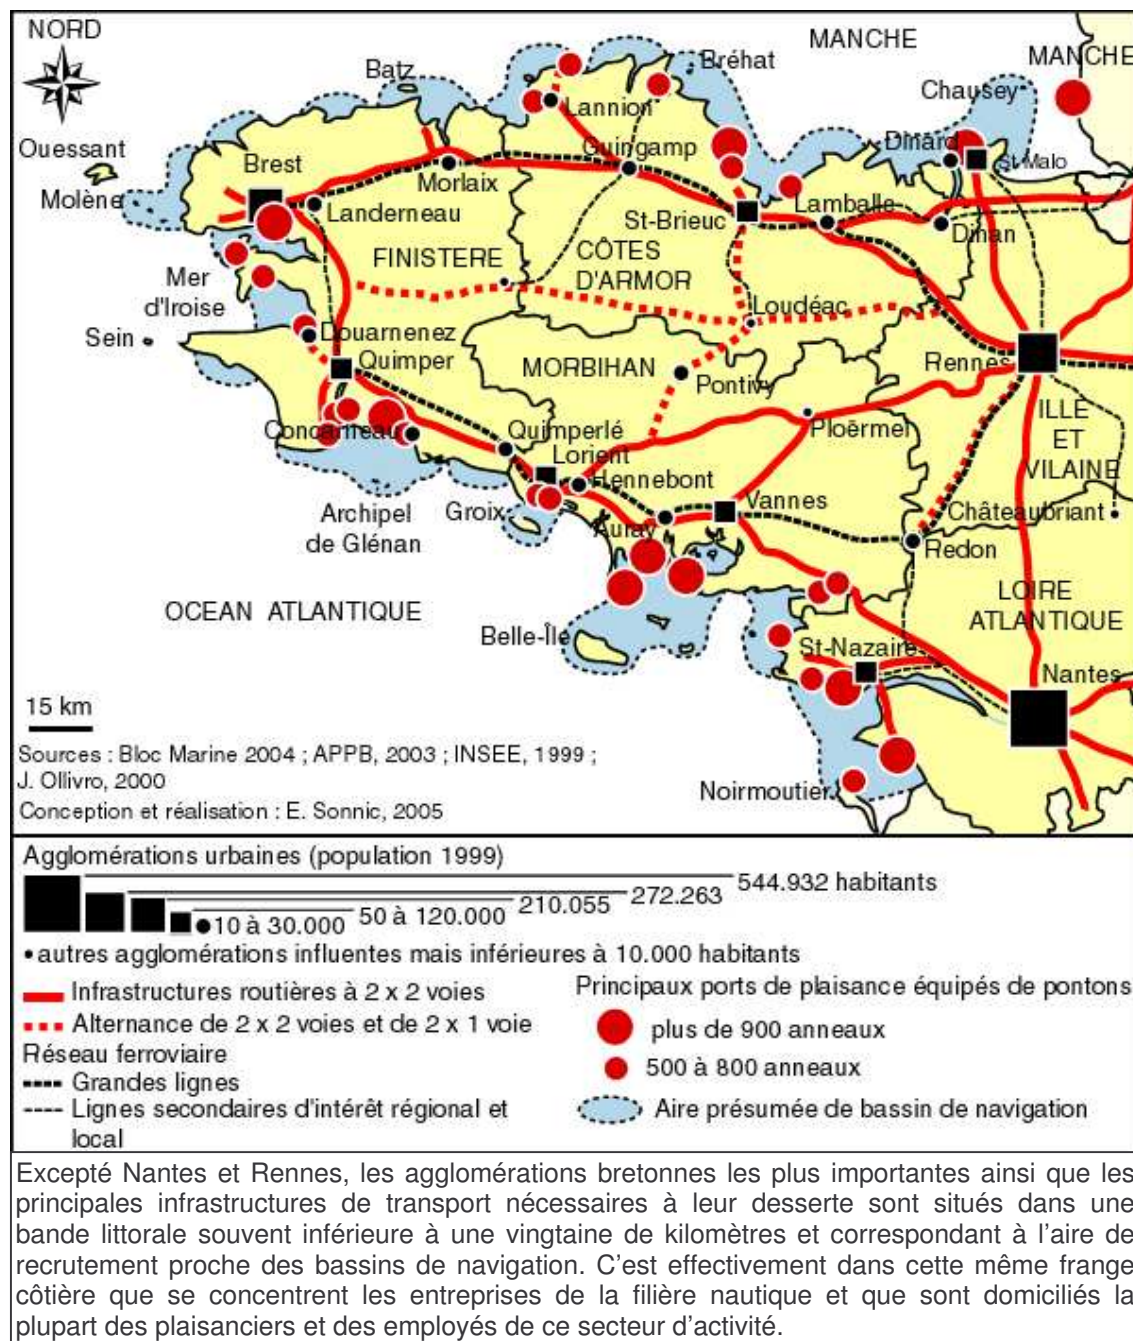 NORD
MANCHE
MANCHE
Bréhat
Batz
Chausey
Lannion
Ouessant
Guingamp
Dinard
St-Malo
Brest
Morlaix
Molène
Landerneau
St-Brieuc
Lamballe
Dinan
FINISTERE
CÔTES
D'ARMOR
Mer
d'Iroise
Loudéac
Sein
Douarnenez
Quimper
MORBIHAN
Rennes
Pontivy
ILLE
ET
VILAINE
Concarneau
Quimperlé
Ploërmel
Lorient
Hennebont
Archipel
de Glénan
Groix
Vannes
Châteaubriant
Auray
Redon
OCEAN ATLANTIQUE
LOIRE
ATLANTIQUE
Belle-Île
St-Nazaire
Nantes
15 km
Noirmoutier
Sources : Bloc Marine 2004 ; APPB, 2003 ; INSEE, 1999 ;
J. Ollivro, 2000
Conception et réalisation : E. Sonnic, 2005
Agglomérations urbaines (population 1999)
544.932 habitants
272.263
210.055
50 à 120.000
10 à 30.000
autres agglomérations influentes mais inférieures à 10.000 habitants
Infrastructures routières à 2 x 2 voies
Alternance de 2 x 2 voies et de 2 x 1 voie
Réseau ferroviaire
Grandes lignes
Lignes secondaires d'intérêt régional et
local
Principaux ports de plaisance équipés de pontons
plus de 900 anneaux
500 à 800 anneaux
Aire présumée de bassin de navigation
Excepté Nantes et Rennes, les agglomérations bretonnes les plus importantes ainsi que les
principales infrastructures de transport nécessaires à leur desserte sont situés dans une
bande littorale souvent inférieure à une vingtaine de kilomètres et correspondant à l’aire de
recrutement proche des bassins de navigation. C’est effectivement dans cette même frange
côtière que se concentrent les entreprises de la filière nautique et que sont domiciliés la
plupart des plaisanciers et des employés de ce secteur d’activité.